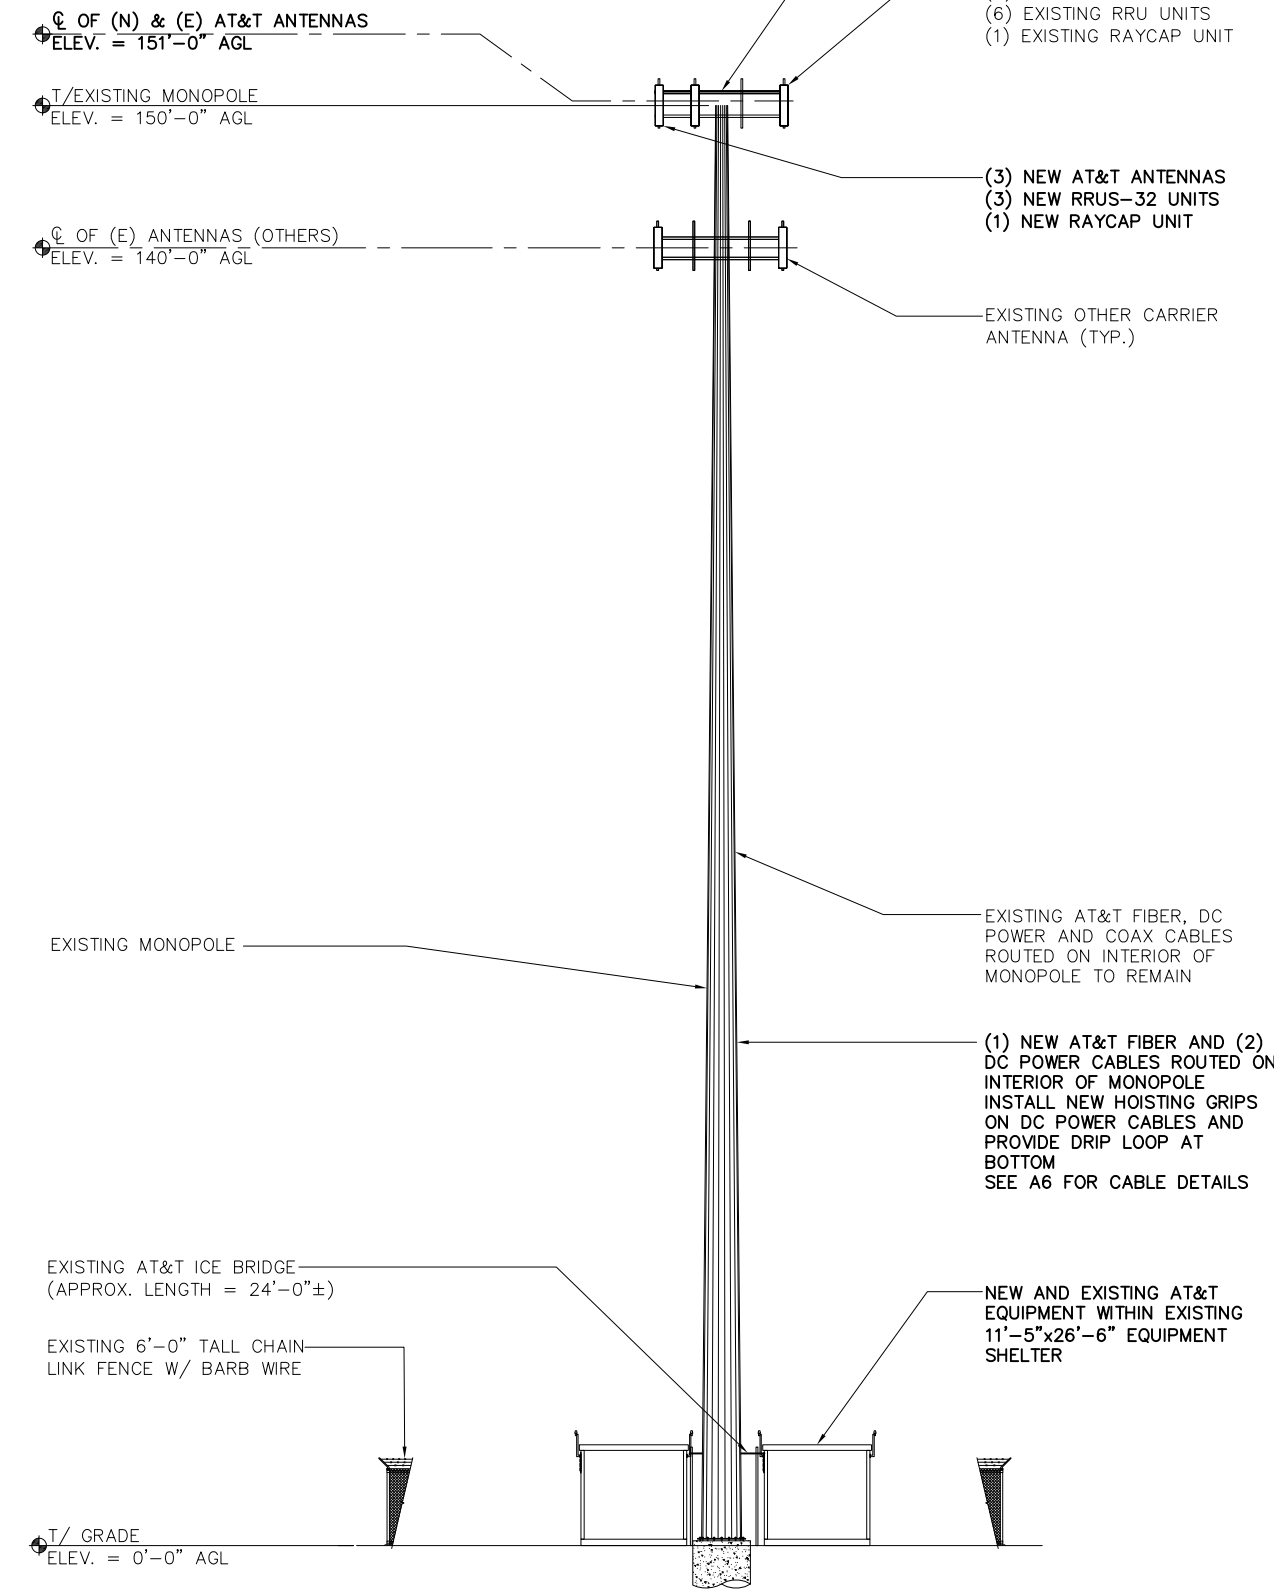 ℄ OF (N) & (E) AT&T ANTENNAS
ELEV. = 151'-0" AGL
T/EXISTING MONOPOLE
ELEV. = 150'-0" AGL
℄ OF (E) ANTENNAS (OTHERS)
ELEV. = 140'-0" AGL
(6) EXISTING RRU UNITS
(1) EXISTING RAYCAP UNIT
(3) NEW AT&T ANTENNAS
(3) NEW RRUS-32 UNITS
(1) NEW RAYCAP UNIT
EXISTING OTHER CARRIER
ANTENNA (TYP.)
EXISTING MONOPOLE
EXISTING AT&T FIBER, DC
POWER AND COAX CABLES
ROUTED ON INTERIOR OF
MONOPOLE TO REMAIN
(1) NEW AT&T FIBER AND (2)
DC POWER CABLES ROUTED ON
INTERIOR OF MONOPOLE
INSTALL NEW HOISTING GRIPS
ON DC POWER CABLES AND
PROVIDE DRIP LOOP AT
BOTTOM
SEE A6 FOR CABLE DETAILS
EXISTING AT&T ICE BRIDGE
(APPROX. LENGTH = 24'-0"±)
EXISTING 6'-0" TALL CHAIN
LINK FENCE W/ BARB WIRE
NEW AND EXISTING AT&T
EQUIPMENT WITHIN EXISTING
11'-5"x26'-6" EQUIPMENT
SHELTER
T/ GRADE
ELEV. = 0'-0" AGL